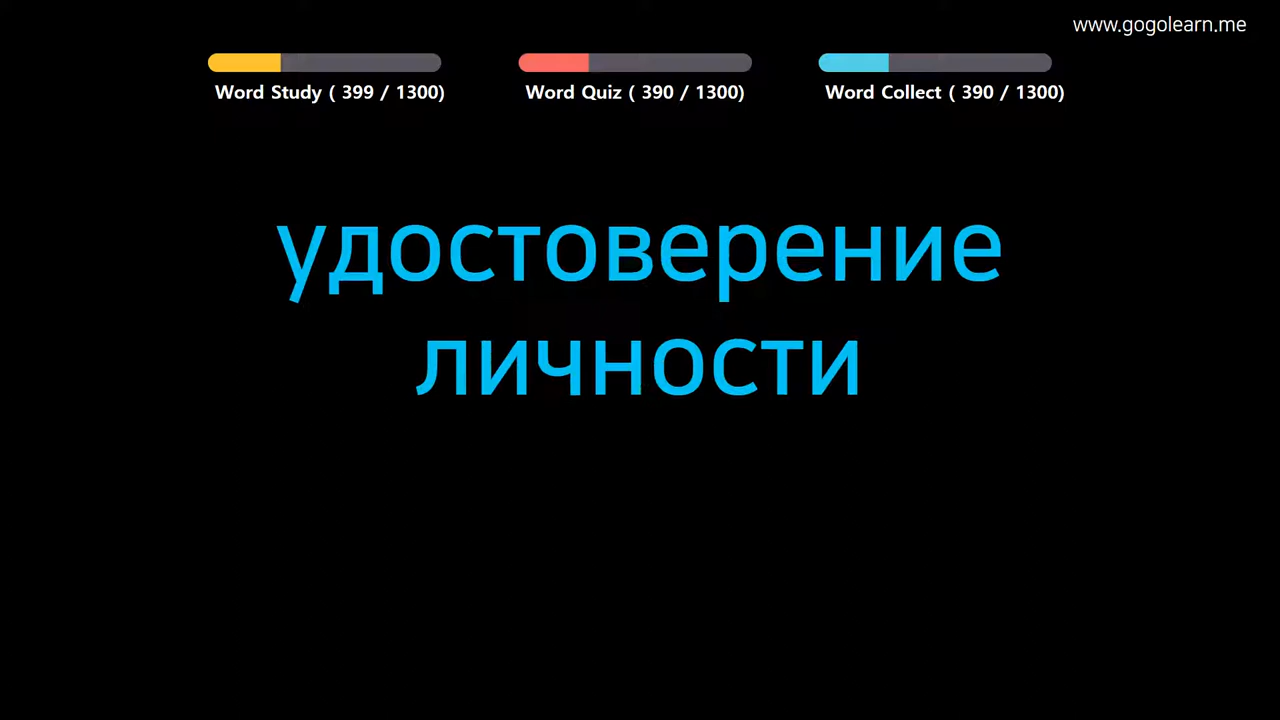 www.gogolearn.me
Word Study ( 399 / 1300)
Word Quiz ( 390 / 1300)
Word Collect ( 390 / 1300)
удостоверение
личности